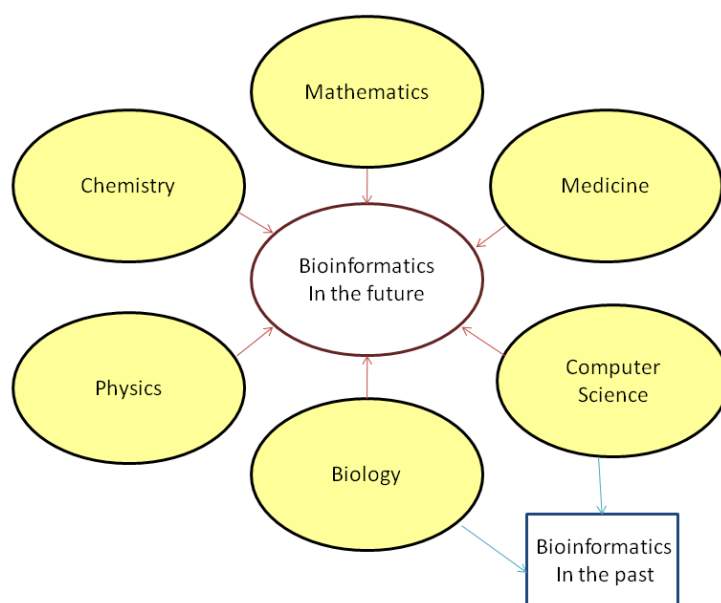 Mathematics
Chemistry
Medicine
Bioinformatics
In the future
Physics
Computer
Science
Biology
Bioinformatics
In the past